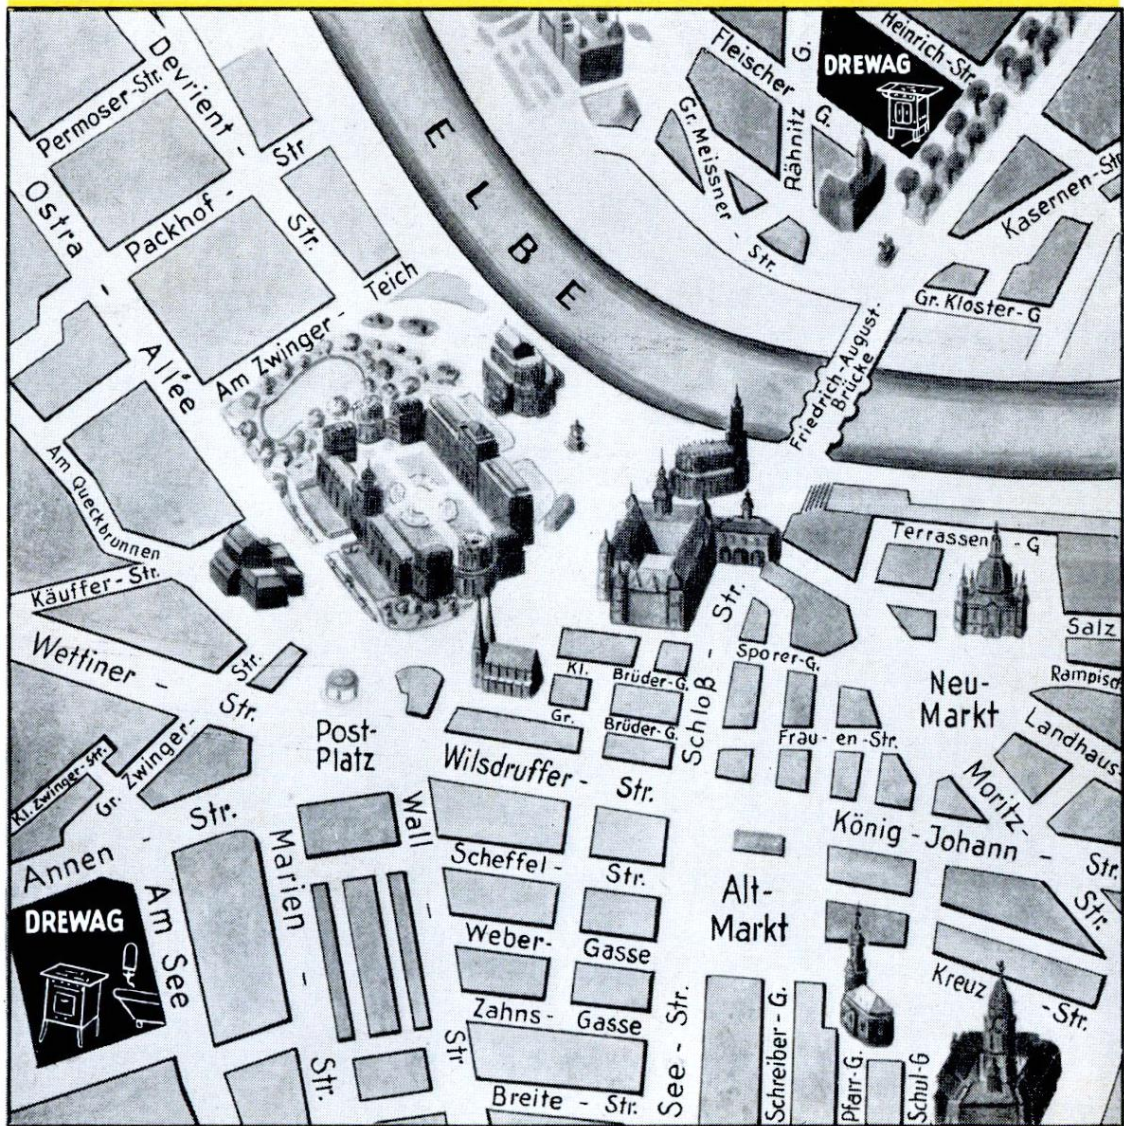 Devrient - Str.
Permoser-Str.
Ostra - Allée
Packhof - Str.
Am Zwinger - Teich
ELBE
Fleischer G.
Gr. Meissner - Str.
Rähnitz G.
Heinrich-Str.
DREWAG
Kasernen-Str
Gr. Kloster-G
Friedrich-August-
Brücke
Am Queckbrunnen
Käuffer-Str.
Wettiner - Str.
Str.
Terrassen - G
Salz
Rampisch
Landhaus-
Neu-
Markt
Moritz-Str.
Sporer-G.
Schloß - Str.
Kl. Brüder-G.
Gr. Brüder-G.
Frau-en-Str.
Post-
Platz
Wilsdruffer - Str.
Kl. Zwinger-Str.
Gr. Zwinger-
Annen - Str.
Marien - Str.
Wall - Str
Scheffel - Str.
König - Johann - Str.
Alt-
Markt
Weber- Gasse
Zahns- Gasse
Breite - Str.
See - Str.
Kreuz - Str.
Schreiber - G.
Pfarr-G.
Schul-G
DREWAG
Am See